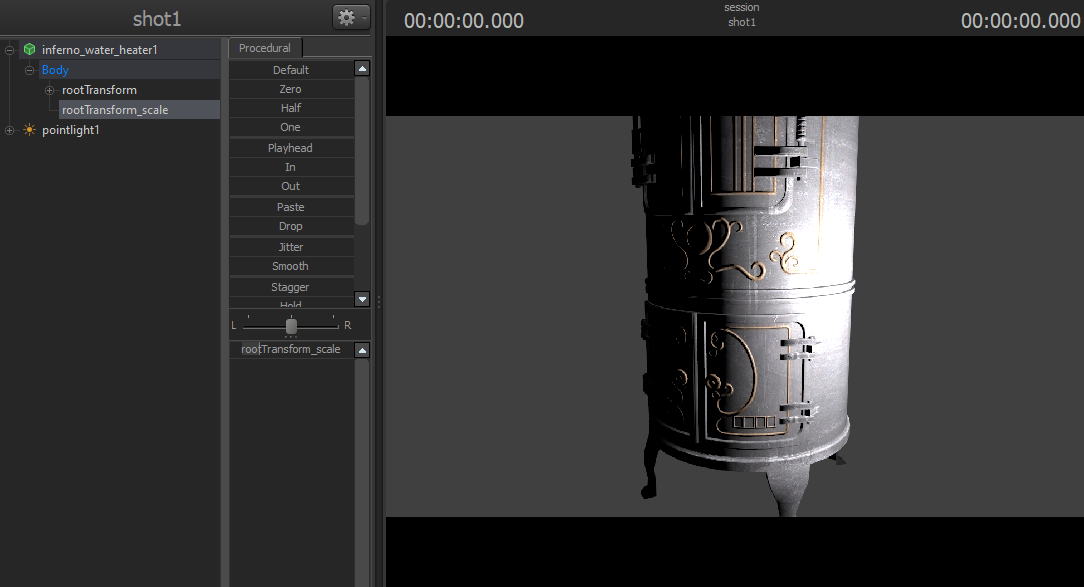 shot1
inferno_water_heater1
Body
rootTransform
rootTransform_scale
pointlight1
Procedural
Default
Zero
Half
One
Playhead
In
Out
Paste
Drop
Jitter
Smooth
Stagger
Hold
L
R
rootTransform_scale
00:00:00.000
session
shot1
00:00:00.000